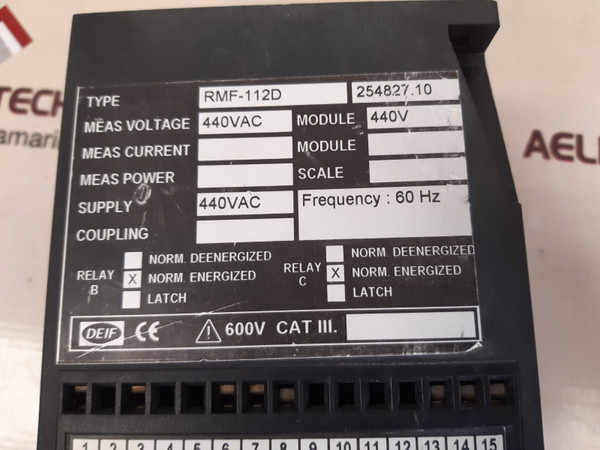 TYPE RMF-112D 254827.10
MEAS VOLTAGE 440VAC MODULE 440V
MEAS CURRENT MODULE
MEAS POWER SCALE
SUPPLY 440VAC Frequency : 60 Hz
COUPLING
RELAY B
NORM. DEENERGIZED
X NORM. ENERGIZED
LATCH
RELAY C
NORM. DEENERGIZED
X NORM. ENERGIZED
LATCH
DEIF CE 600V CAT III.
1 2 3 4 5 6 7 8 9 10 11 12 13 14 15
TECH
amari
AEL